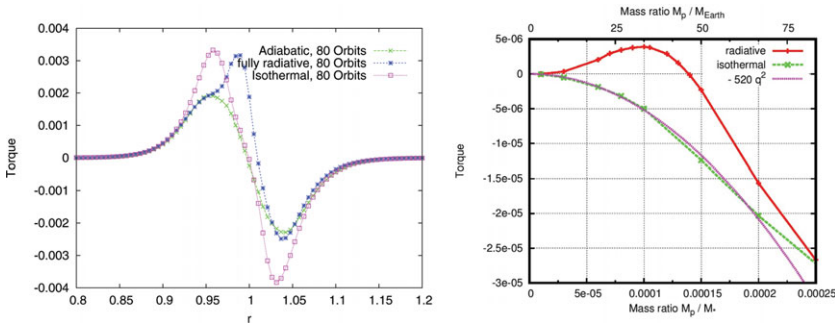 0.004
0.003
0.002
0.001
0
-0.001
-0.002
-0.003
-0.004
Torque
Adiabatic, 80 Orbits
fully radiative, 80 Orbits
Isothermal, 80 Orbits
0.8
0.85
0.9
0.95
1
1.05
1.1
1.15
1.2
r
Mass ratio Mp / MEarth
0
25
50
75
5e-06
0
-5e-06
-1e-05
-1.5e-05
-2e-05
-2.5e-05
-3e-05
Torque
radiative
isothermal
- 520 q²
0
5e-05
0.0001
0.00015
0.0002
0.00025
Mass ratio Mp / M*